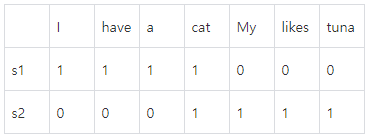 I have a cat My likes tuna
s1 1 1 1 1 0 0 0
s2 0 0 0 1 1 1 1